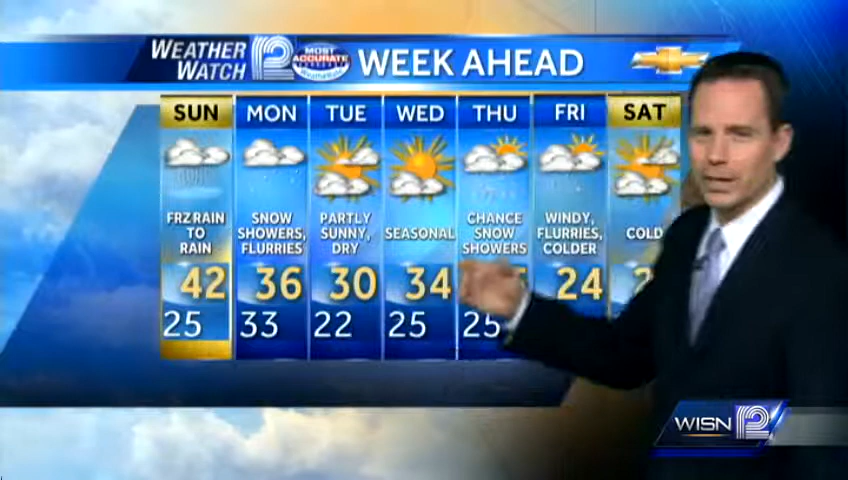 WEATHER WATCH 12
MOST ACCURATE
WEEK AHEAD
SUN MON TUE WED THU FRI SAT
FRZ RAIN TO RAIN
SNOW SHOWERS, FLURRIES
PARTLY SUNNY, DRY
SEASONAL
CHANCE SNOW SHOWERS
WINDY, FLURRIES, COLDER
COLD
42 36 30 34 24
25 33 22 25 25
WISN 12